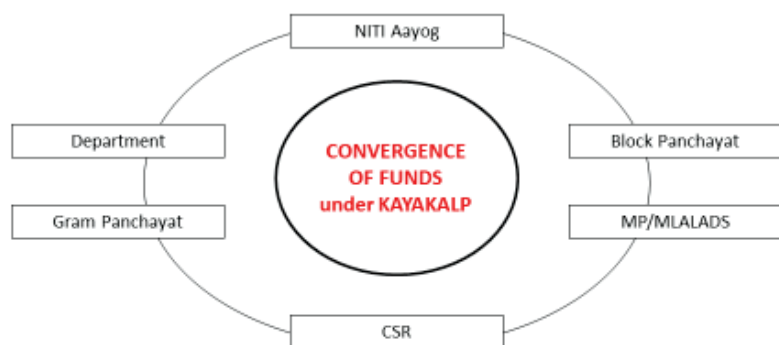 NITI Aayog
Department
Block Panchayat
CONVERGENCE
OF FUNDS
under KAYAKALP
Gram Panchayat
MP/MLALADS
CSR